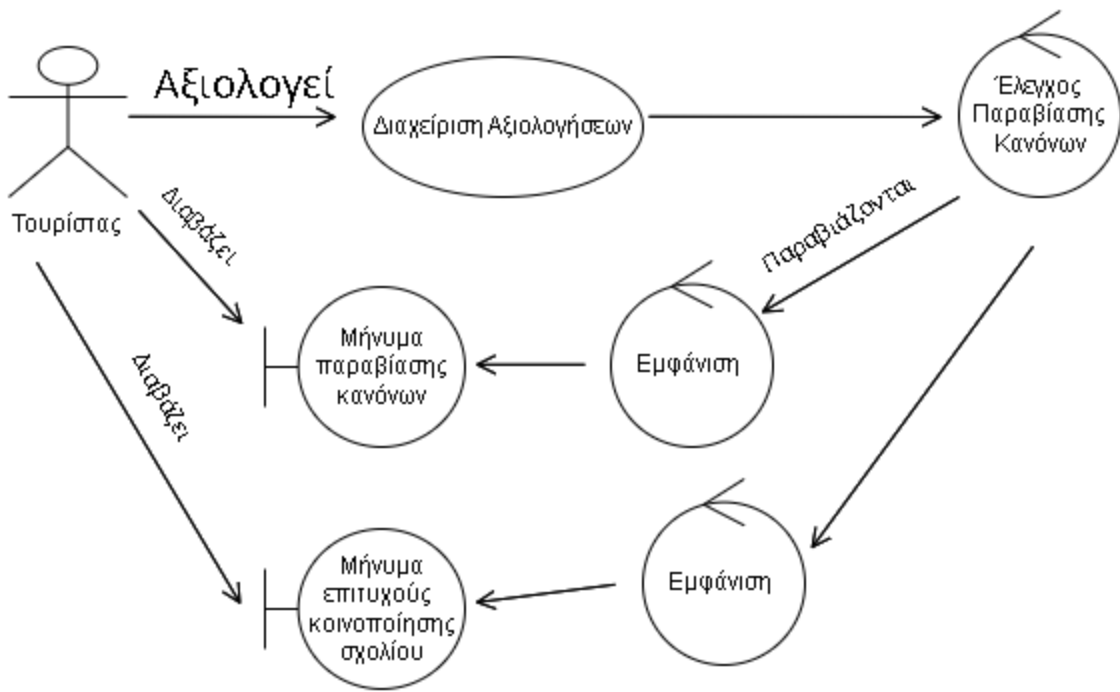 Αξιολογεί
Έλεγχος
Παραβίασης
Κανόνων
Διαχείριση Αξιολογήσεων
Τουρίστας
Διαβάζει
Παραβιάζονται
Μήνυμα
παραβίασης
κανόνων
Εμφάνιση
Διαβάζει
Μήνυμα
επιτυχούς
κοινοποίησης
σχολίου
Εμφάνιση